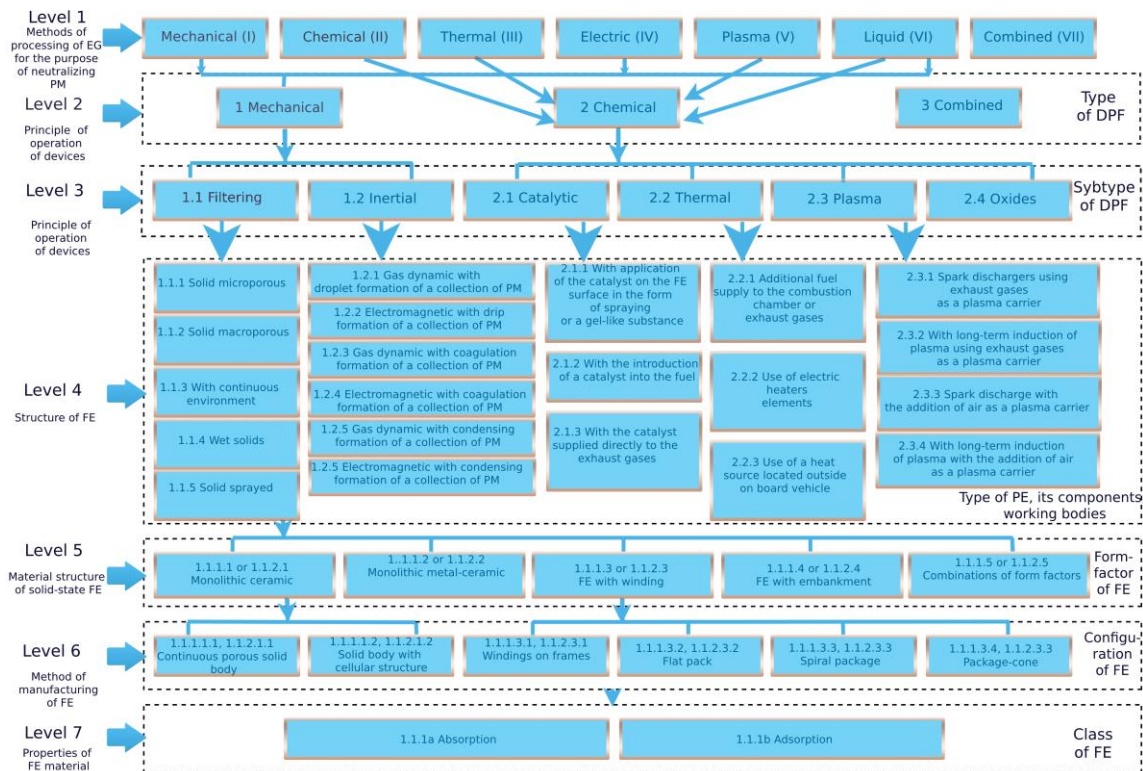 Level 1
Methods of
processing of EG
for the purpose
of neutralizing
PM
Mechanical (I)
Chemical (II)
Thermal (III)
Electric (IV)
Plasma (V)
Liquid (VI)
Combined (VII)
Level 2
Principle of
operation
of devices
1 Mechanical
2 Chemical
3 Combined
Type
of DPF
Level 3
Principle of
operation
of devices
1.1 Filtering
1.2 Inertial
2.1 Catalytic
2.2 Thermal
2.3 Plasma
2.4 Oxides
Sybtype
of DPF
Level 4
Structure of FE
1.1.1 Solid microporous
1.1.2 Solid macroporous
1.1.3 With continuous
environment
1.1.4 Wet solids
1.1.5 Solid sprayed
1.2.1 Gas dynamic with
droplet formation of a collection of PM
1.2.2 Electromagnetic with drip
formation of a collection of PM
1.2.3 Gas dynamic with coagulation
formation of a collection of PM
1.2.4 Electromagnetic with coagulation
formation of a collection of PM
1.2.5 Gas dynamic with condensing
formation of a collection of PM
1.2.5 Electromagnetic with condensing
formation of a collection of PM
2.1.1 With application
of the catalyst on the FE
surface in the form
of spraying
or a gel-like substance
2.1.2 With the introduction
of a catalyst into the fuel
2.1.3 With the catalyst
supplied directly to the
exhaust gases
2.2.1 Additional fuel
supply to the combustion
chamber or
exhaust gases
2.2.2 Use of electric
heaters
elements
2.2.3 Use of a heat
source located outside
on board vehicle
2.3.1 Spark dischargers using
exhaust gases
as a plasma carrier
2.3.2 With long-term induction of
plasma using exhaust gases
as a plasma carrier
2.3.3 Spark discharge with
the addition of air as a plasma carrier
2.3.4 With long-term induction
of plasma with the addition of air
as a plasma carrier
Type of PE, its components
working bodies
Level 5
Material structure
of solid-state FE
1.1.1.1 or 1.1.2.1
Monolithic ceramic
1..1.1.2 or 1.1.2.2
Monolithic metal-ceramic
1.1.1.3 or 1.1.2.3
FE with winding
1.1.1.4 or 1.1.2.4
FE with embankment
1.1.1.5 or 1.1.2.5
Combinations of form factors
Form-
factor
of FE
Level 6
Method of
manufacturing
of FE
1.1.1.1.1, 1.1.2.1.1
Continuous porous solid
body
1.1.1.1.2, 1.1.2.1.2
Solid body with
cellular structure
1.1.1.3.1, 1.1.2.3.1
Windings on frames
1.1.1.3.2, 1.1.2.3.2
Flat pack
1.1.1.3.3, 1.1.2.3.3
Spiral package
1.1.1.3.4, 1.1.2.3.3
Package-cone
Configu-
ration
of FE
Level 7
Properties of
FE material
1.1.1a Absorption
1.1.1b Adsorption
Class
of FE